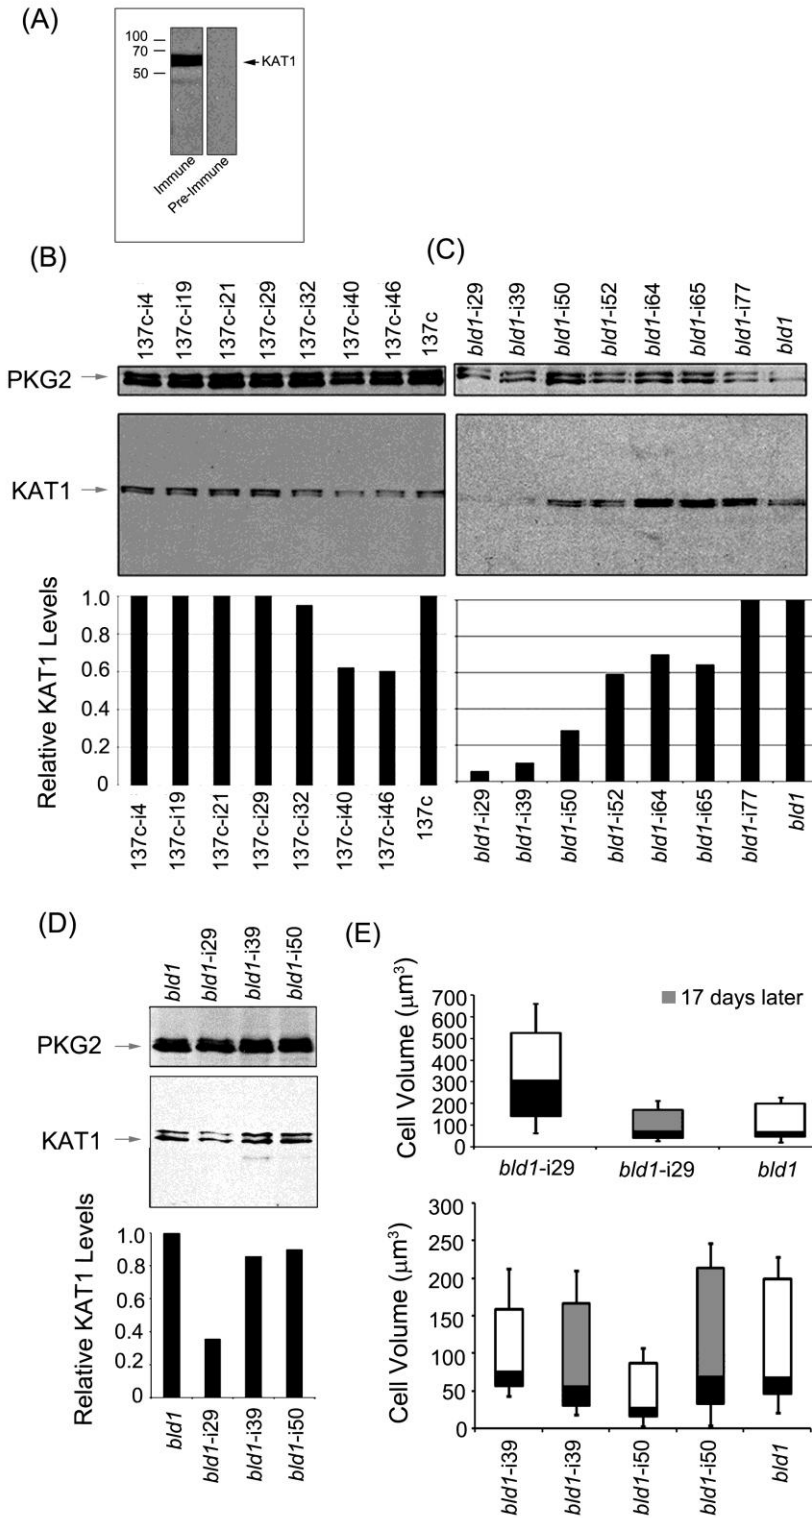 (A)
100
70
50
KAT1
Immune
Pre-Immune
(B)
137c-i4
137c-i19
137c-i21
137c-i29
137c-i32
137c-i40
137c-i46
137c
PKG2
KAT1
Relative KAT1 Levels
1.0
0.8
0.6
0.4
0.2
0
137c-i4
137c-i19
137c-i21
137c-i29
137c-i32
137c-i40
137c-i46
137c
(C)
bld1-i29
bld1-i39
bld1-i50
bld1-i52
bld1-i64
bld1-i65
bld1-i77
bld1
bld1-i29
bld1-i39
bld1-i50
bld1-i52
bld1-i64
bld1-i65
bld1-i77
bld1
(D)
bld1
bld1-i29
bld1-i39
bld1-i50
PKG2
KAT1
Relative KAT1 Levels
1.0
0.8
0.6
0.4
0.2
0
bld1
bld1-i29
bld1-i39
bld1-i50
(E)
Cell Volume (μm³)
700
600
500
400
300
200
100
0
17 days later
bld1-i29
bld1-i29
bld1
Cell Volume (μm³)
300
250
200
150
100
50
0
bld1-i39
bld1-i39
bld1-i50
bld1-i50
bld1